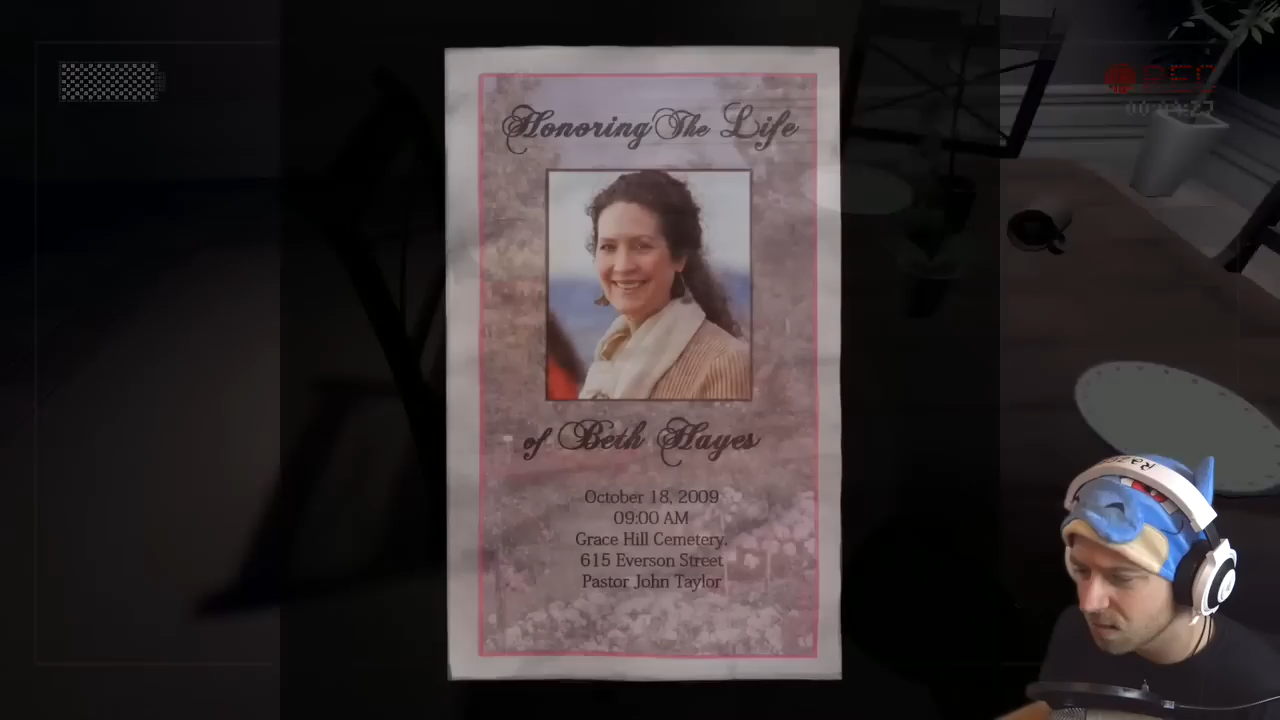 Honoring The Life
of Beth Hayes
October 18, 2009
09:00 AM
Grace Hill Cemetery,
615 Everson Street
Pastor John Taylor